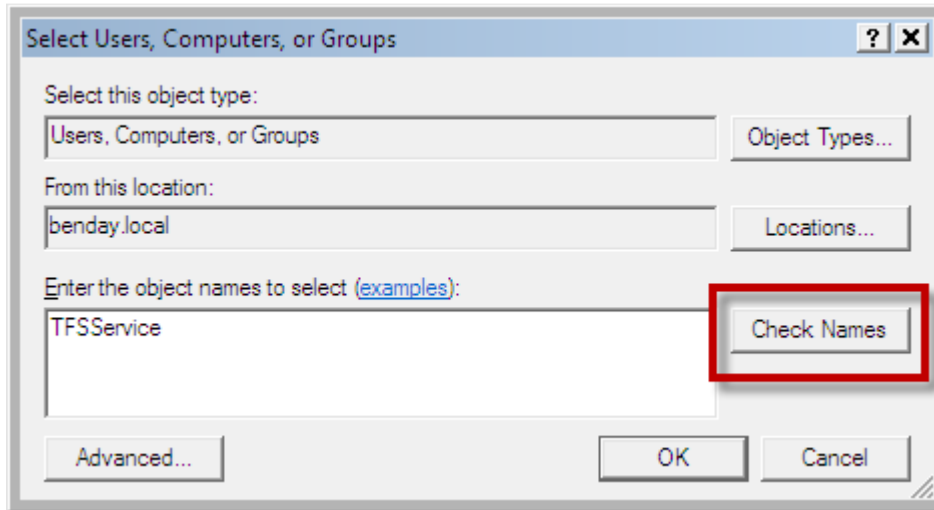 Select Users, Computers, or Groups
Select this object type:
Users, Computers, or Groups
Object Types...
From this location:
benday.local
Locations...
Enter the object names to select (examples):
TFSService
Check Names
Advanced...
OK
Cancel